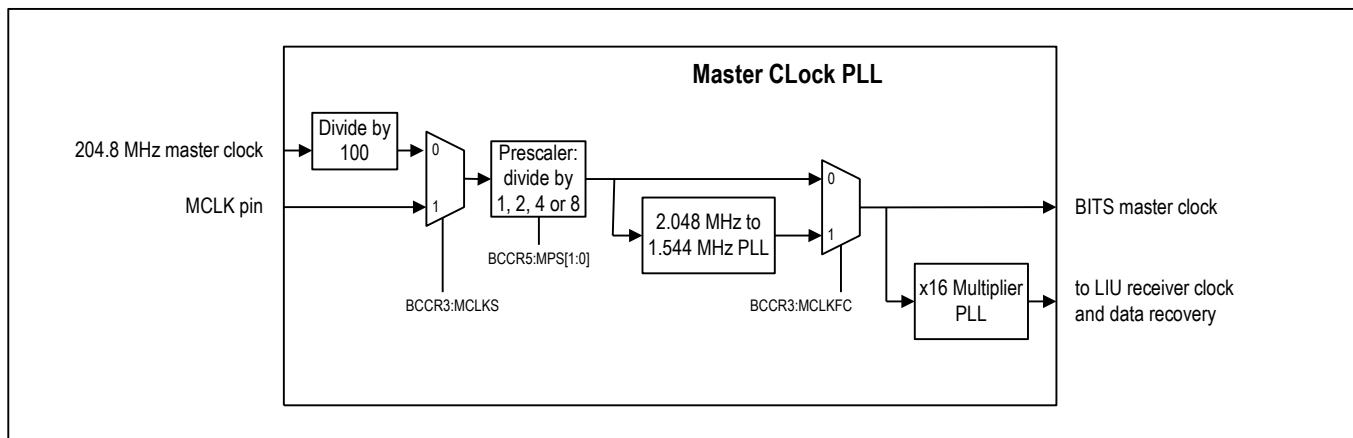 Master CLock PLL
204.8 MHz master clock
Divide by
100
0
1
MCLK pin
BCCR3:MCLKS
Prescaler:
divide by
1, 2, 4 or 8
BCCR5:MPS[1:0]
2.048 MHz to
1.544 MHz PLL
0
1
BCCR3:MCLKFC
BITS master clock
x16 Multiplier
PLL
to LIU receiver clock
and data recovery